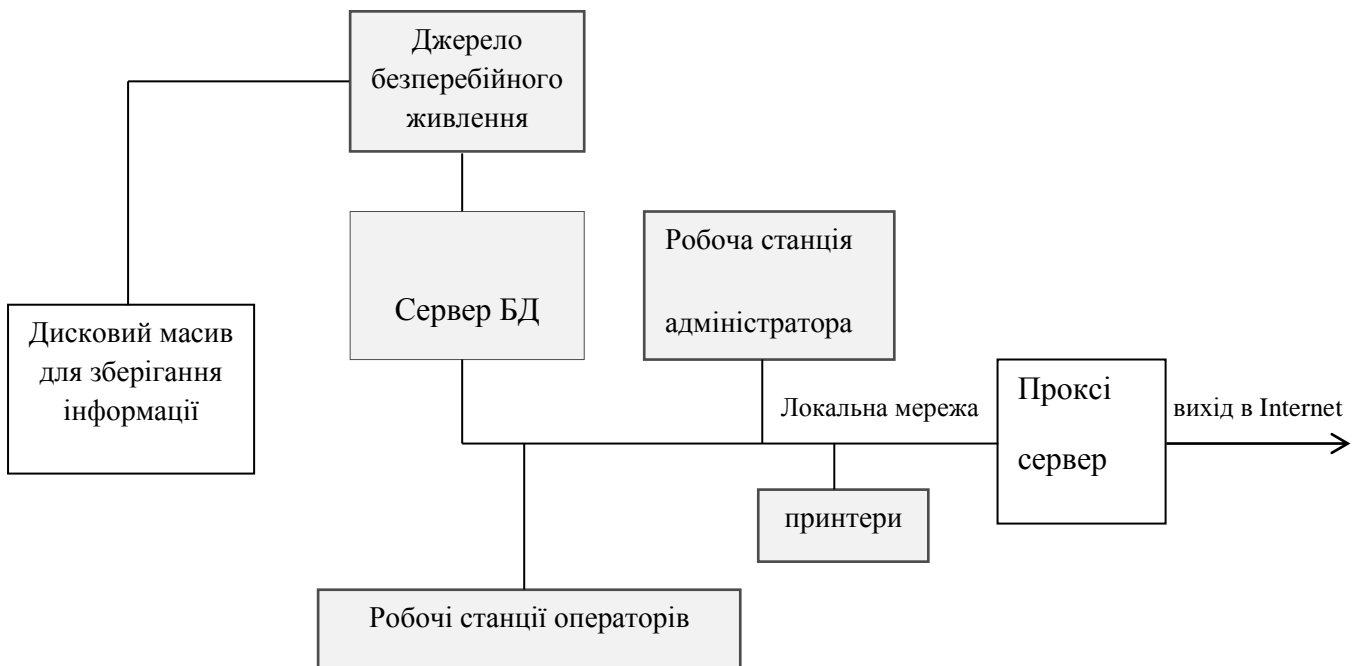 Джерело
безперебійного
живлення
Робоча станція
адміністратора
Сервер БД
Дисковий масив
для зберігання
інформації
Локальна мережа
Проксі
сервер
вихід в Internet
принтери
Робочі станції операторів